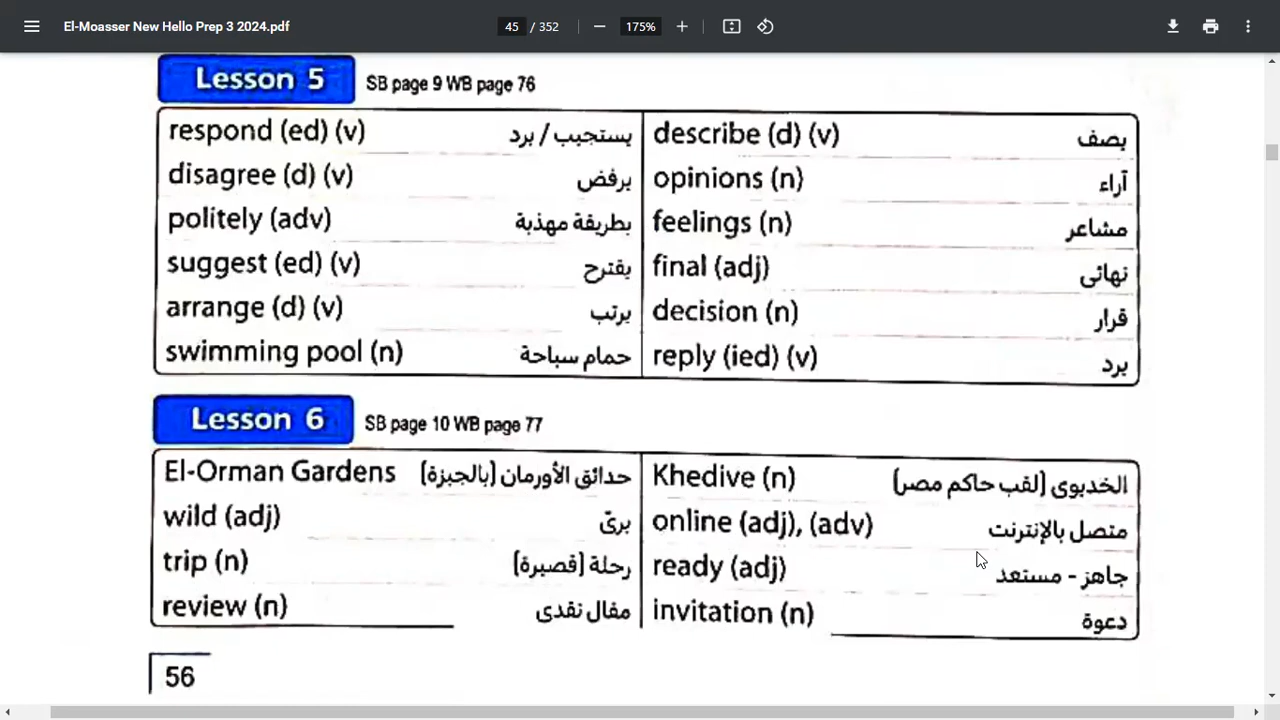 El-Moasser New Hello Prep 3 2024.pdf
45 / 352
175%
Lesson 5 SB page 9 WB page 76
respond (ed) (v) يستجيب / يرد
disagree (d) (v) يرفض
politely (adv) بطريقة مهذبة
suggest (ed) (v) يقترح
arrange (d) (v) يرتب
swimming pool (n) حمام سباحة
describe (d) (v) يصف
opinions (n) آراء
feelings (n) مشاعر
final (adj) نهائى
decision (n) قرار
reply (ied) (v) يرد
Lesson 6 SB page 10 WB page 77
El-Orman Gardens حدائق الأورمان (بالجيزة)
wild (adj) برىّ
trip (n) رحلة (قصيرة)
review (n) مقال نقدى
Khedive (n) الخديوى (لقب حاكم مصر)
online (adj), (adv) متصل بالإنترنت
ready (adj) جاهز - مستعد
invitation (n) دعوة
56